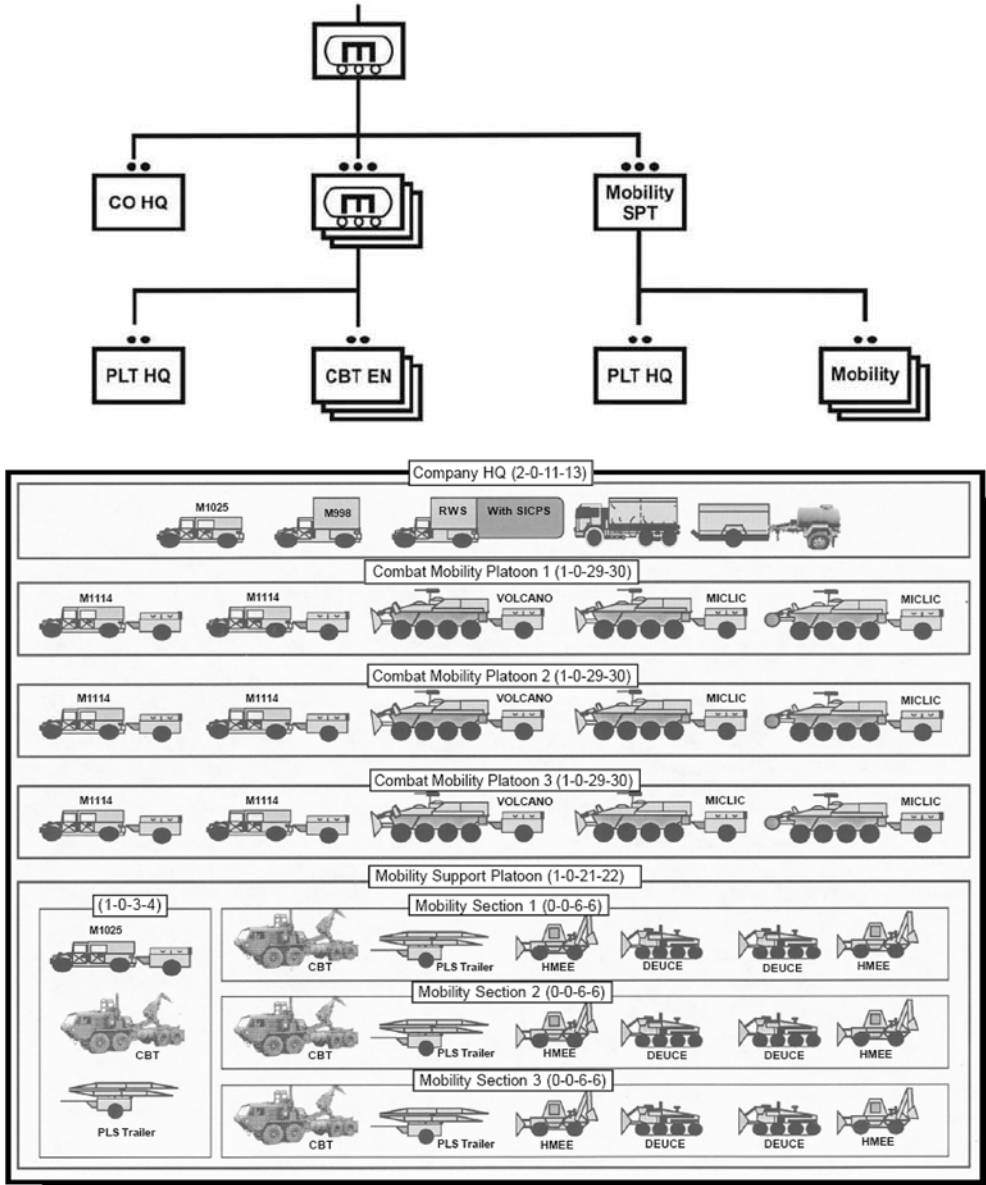 CO HQ
Mobility
SPT
PLT HQ
CBT EN
PLT HQ
Mobility
Company HQ (2-0-11-13)
M1025
M998
RWS
With SICPS
Combat Mobility Platoon 1 (1-0-29-30)
M1114
M1114
VOLCANO
MICLIC
MICLIC
Combat Mobility Platoon 2 (1-0-29-30)
M1114
M1114
VOLCANO
MICLIC
MICLIC
Combat Mobility Platoon 3 (1-0-29-30)
M1114
M1114
VOLCANO
MICLIC
MICLIC
Mobility Support Platoon (1-0-21-22)
(1-0-3-4)
M1025
CBT
PLS Trailer
Mobility Section 1 (0-0-6-6)
CBT
PLS Trailer
HMEE
DEUCE
DEUCE
HMEE
Mobility Section 2 (0-0-6-6)
CBT
PLS Trailer
HMEE
DEUCE
DEUCE
HMEE
Mobility Section 3 (0-0-6-6)
CBT
PLS Trailer
HMEE
DEUCE
DEUCE
HMEE